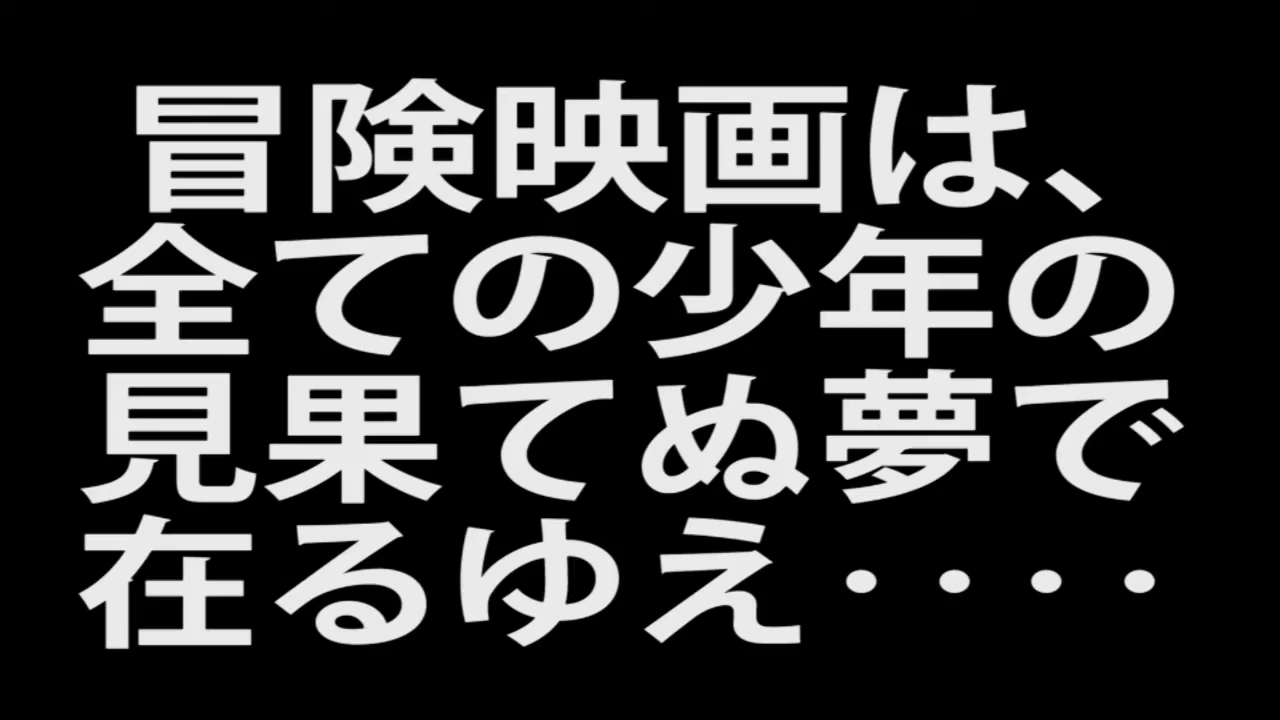 冒険映画は、
全ての少年の
見果てぬ夢で
在るゆえ････